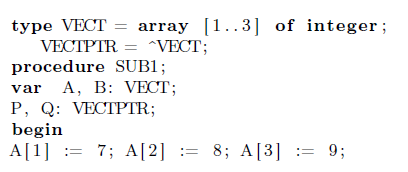 type VECT = array [1..3] of integer;
VECTPTR = ^VECT;
procedure SUB1;
var A, B: VECT;
P, Q: VECTPTR;
begin
A[1] := 7; A[2] := 8; A[3] := 9;